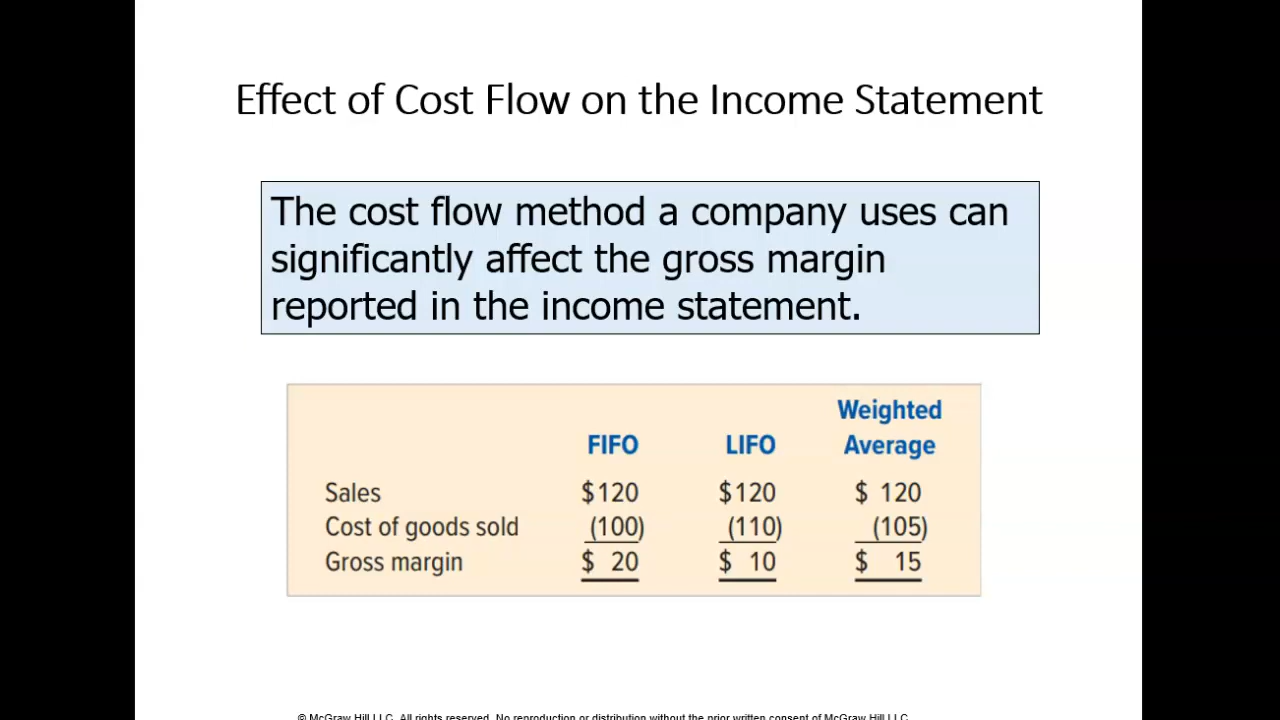 Effect of Cost Flow on the Income Statement
The cost flow method a company uses can
significantly affect the gross margin
reported in the income statement.
Weighted
FIFO LIFO Average
Sales $120 $120 $ 120
Cost of goods sold (100) (110) (105)
Gross margin $ 20 $ 10 $ 15
© McGraw Hill LLC. All rights reserved. No reproduction or distribution without the prior written consent of McGraw Hill LLC.